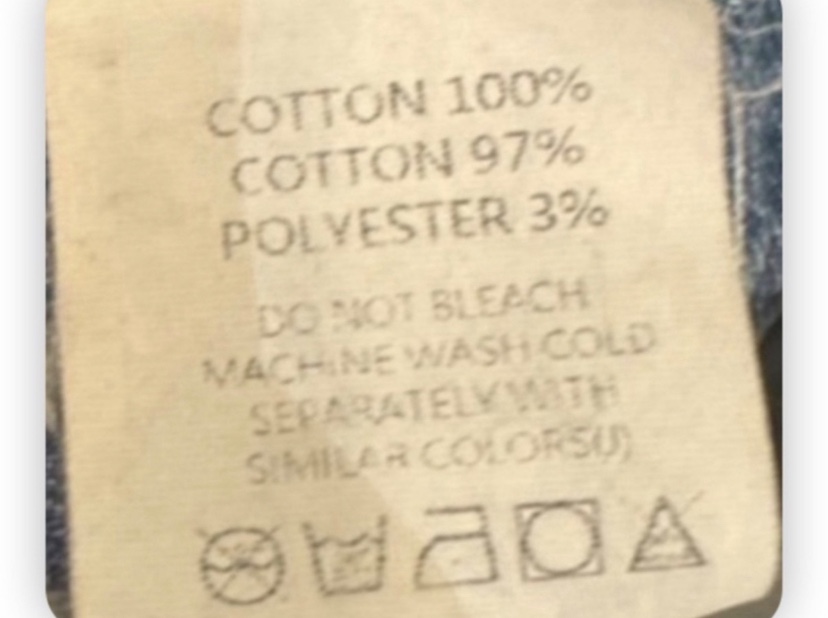 COTTON 100%
COTTON 97%
POLYESTER 3%
DO NOT BLEACH
MACHINE WASH COLD
SEPARATELY WITH
SIMILAR COLORS(J)